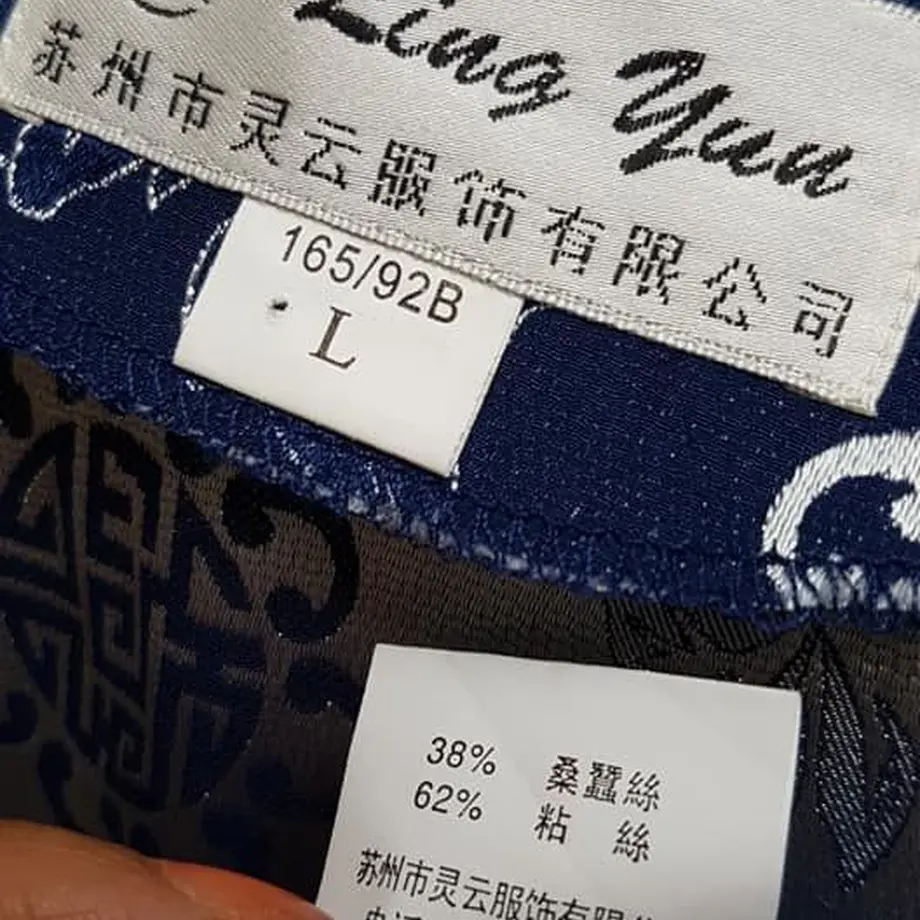 Ling Yun
苏州市灵云服饰有限公司
165/92B
L
38% 桑蠶絲
62% 粘 絲
苏州市灵云服饰有限